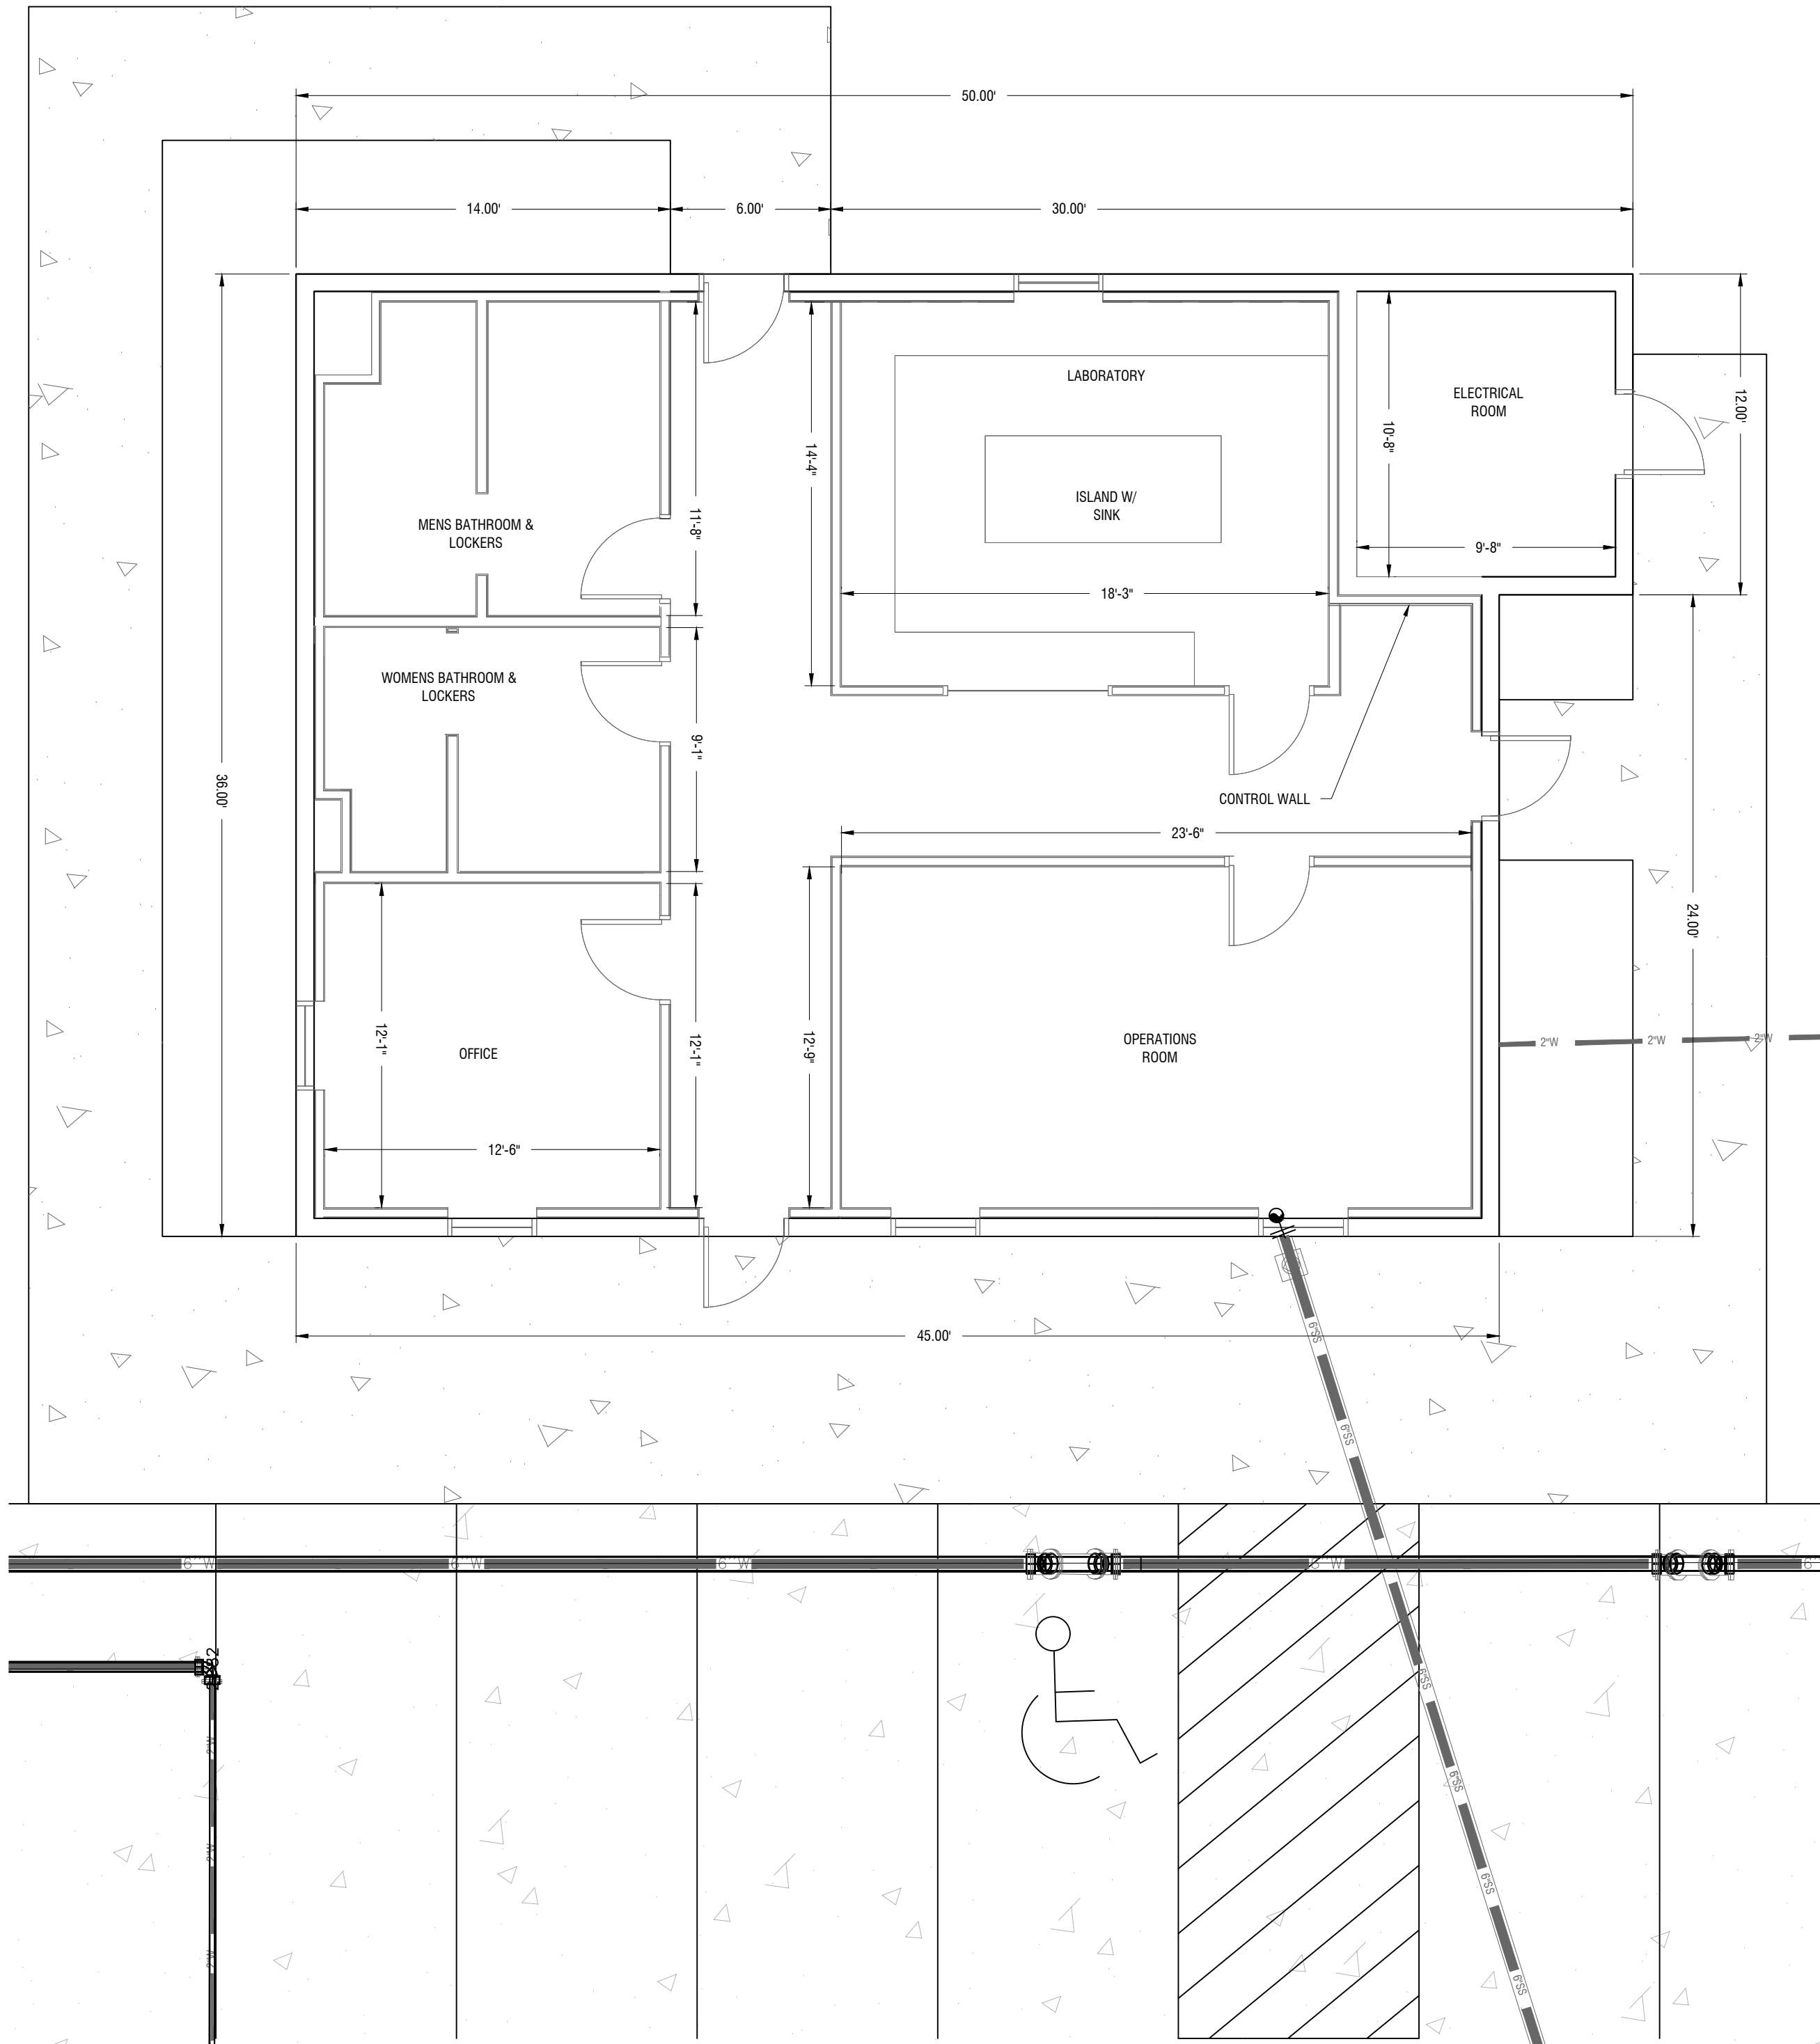 50.00'
14.00'
6.00'
30.00'
LABORATORY
ELECTRICAL
ROOM
12.00'
10'-8"
14'-4"
11'-8"
ISLAND W/
SINK
MENS BATHROOM &
LOCKERS
9'-8"
18'-3"
WOMENS BATHROOM &
LOCKERS
9'-1"
36.00'
CONTROL WALL
23'-6"
24.00'
12'-1"
OFFICE
12'-1"
12'-9"
OPERATIONS
ROOM
2"W
2"W
2"W
12'-6"
45.00'
6"SS
6"SS
6"W
6"W
6"W
6"W
6"SS
2"W
6"SS
2"W
6"SS
2"W
6"SS